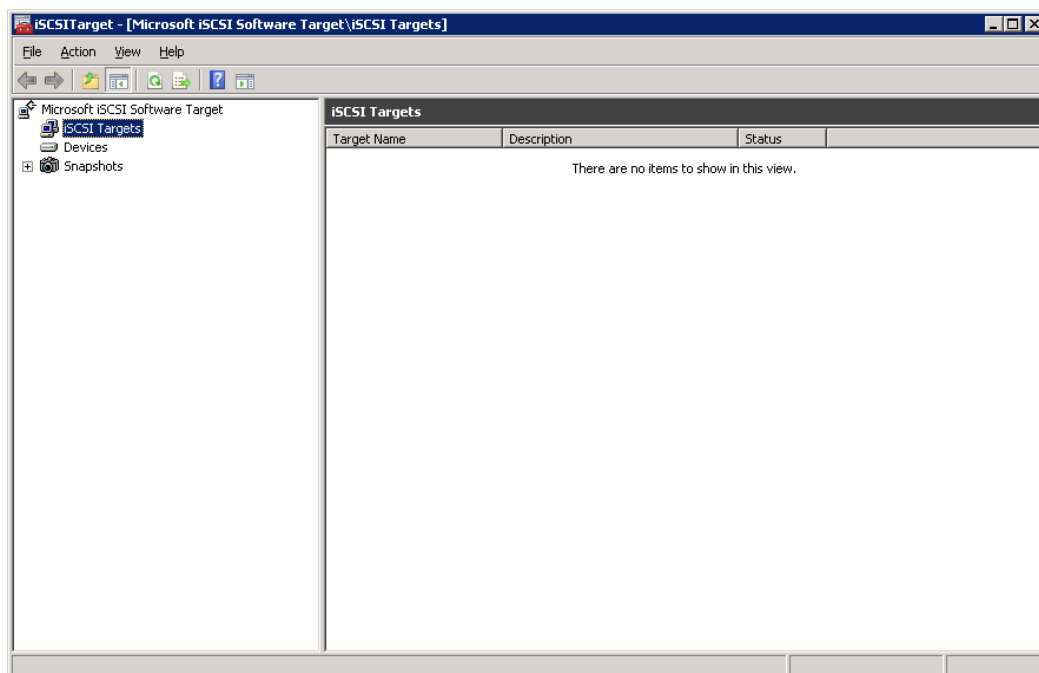 iSCSITarget - [Microsoft iSCSI Software Target\iSCSI Targets]
File Action View Help
Microsoft iSCSI Software Target
iSCSI Targets
Devices
Snapshots
iSCSI Targets
Target Name Description Status
There are no items to show in this view.